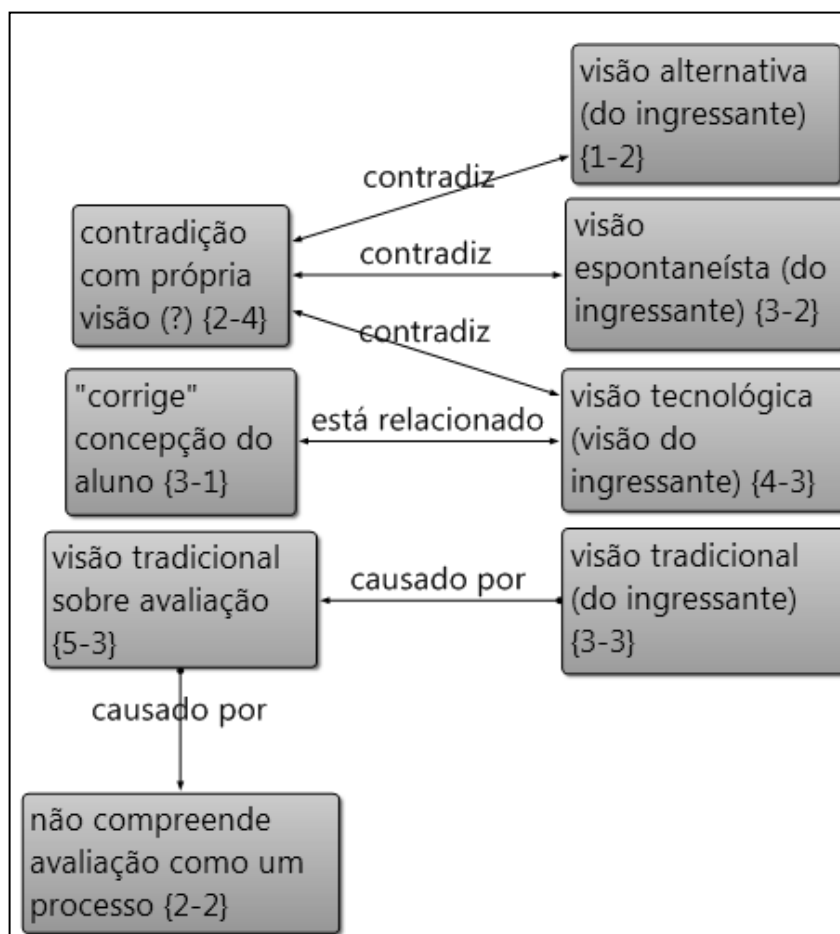 visão alternativa
(do ingressante)
{1-2}
contradiz
contradição
com própria
visão (?) {2-4}
contradiz
visão
espontaneísta (do
ingressante) {3-2}
contradiz
"corrige"
concepção do
aluno {3-1}
está relacionado
visão tecnológica
(visão do
ingressante) {4-3}
visão tradicional
sobre avaliação
{5-3}
causado por
visão tradicional
(do ingressante)
{3-3}
causado por
não compreende
avaliação como um
processo {2-2}